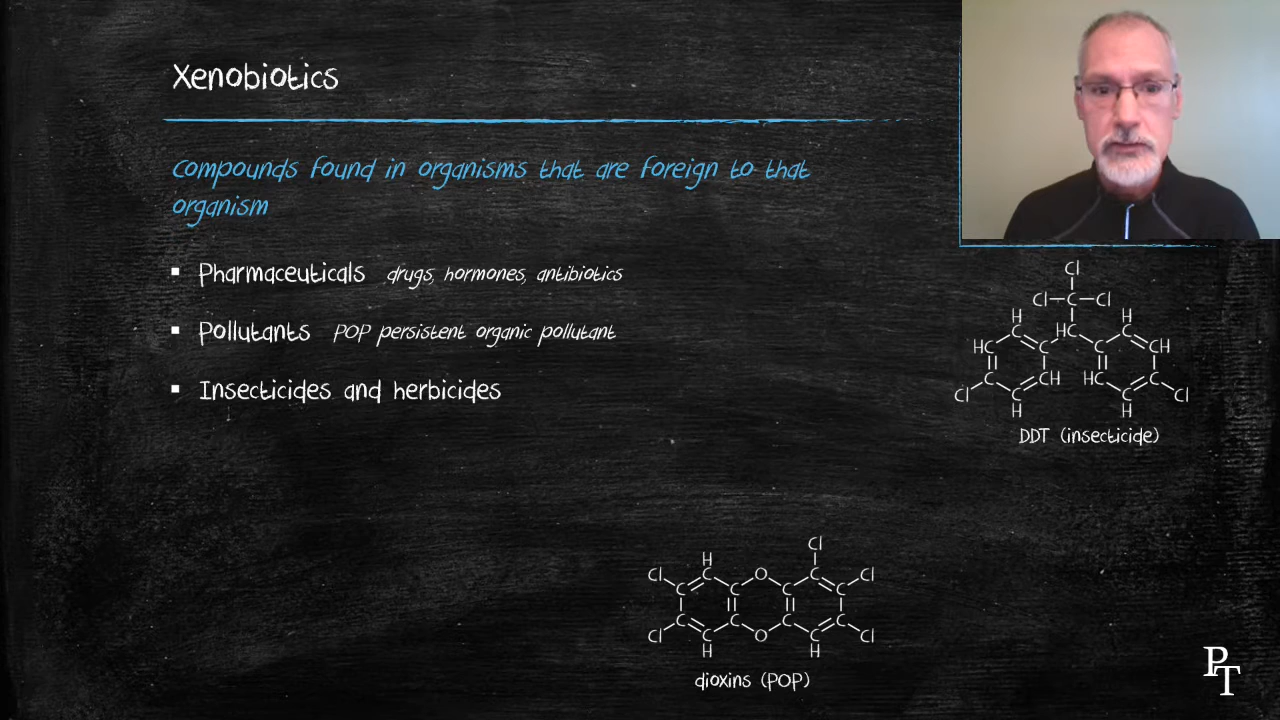 Xenobiotics
Compounds found in organisms that are foreign to that
organism
▪ Pharmaceuticals drugs, hormones, antibiotics
▪ Pollutants POP persistent organic pollutant
▪ Insecticides and herbicides
Cl
Cl C Cl
H HC H
HC C C CH
C CH HC C
Cl C C Cl
H H
DDT (insecticide)
Cl
H
Cl C O C Cl
C C C C
C C C C
Cl C O C Cl
H H
dioxins (POP)
PT